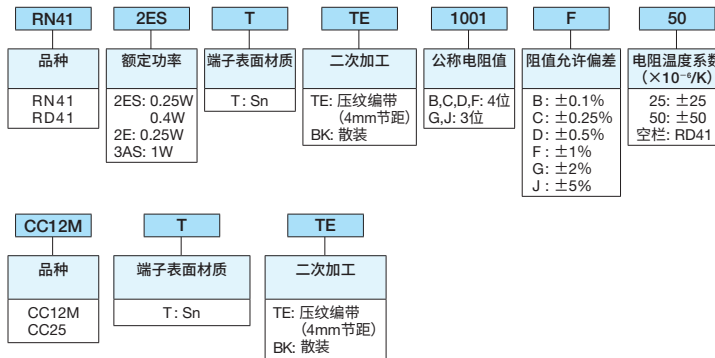 RN41 2ES T TE 1001 F 50
品种 额定功率 端子表面材质 二次加工 公称电阻值 阻值允许偏差 电阻温度系数
（×10⁻⁶/K）
RN41
RD41
2ES: 0.25W
0.4W
2E: 0.25W
3AS: 1W
T : Sn
TE: 压纹编带
（4mm节距）
BK: 散装
B,C,D,F: 4位
G,J: 3位
B : ±0.1%
C : ±0.25%
D : ±0.5%
F : ±1%
G : ±2%
J : ±5%
25: ±25
50: ±50
空栏: RD41
CC12M T TE
品种 端子表面材质 二次加工
CC12M
CC25
T : Sn
TE: 压纹编带
（4mm节距）
BK: 散装